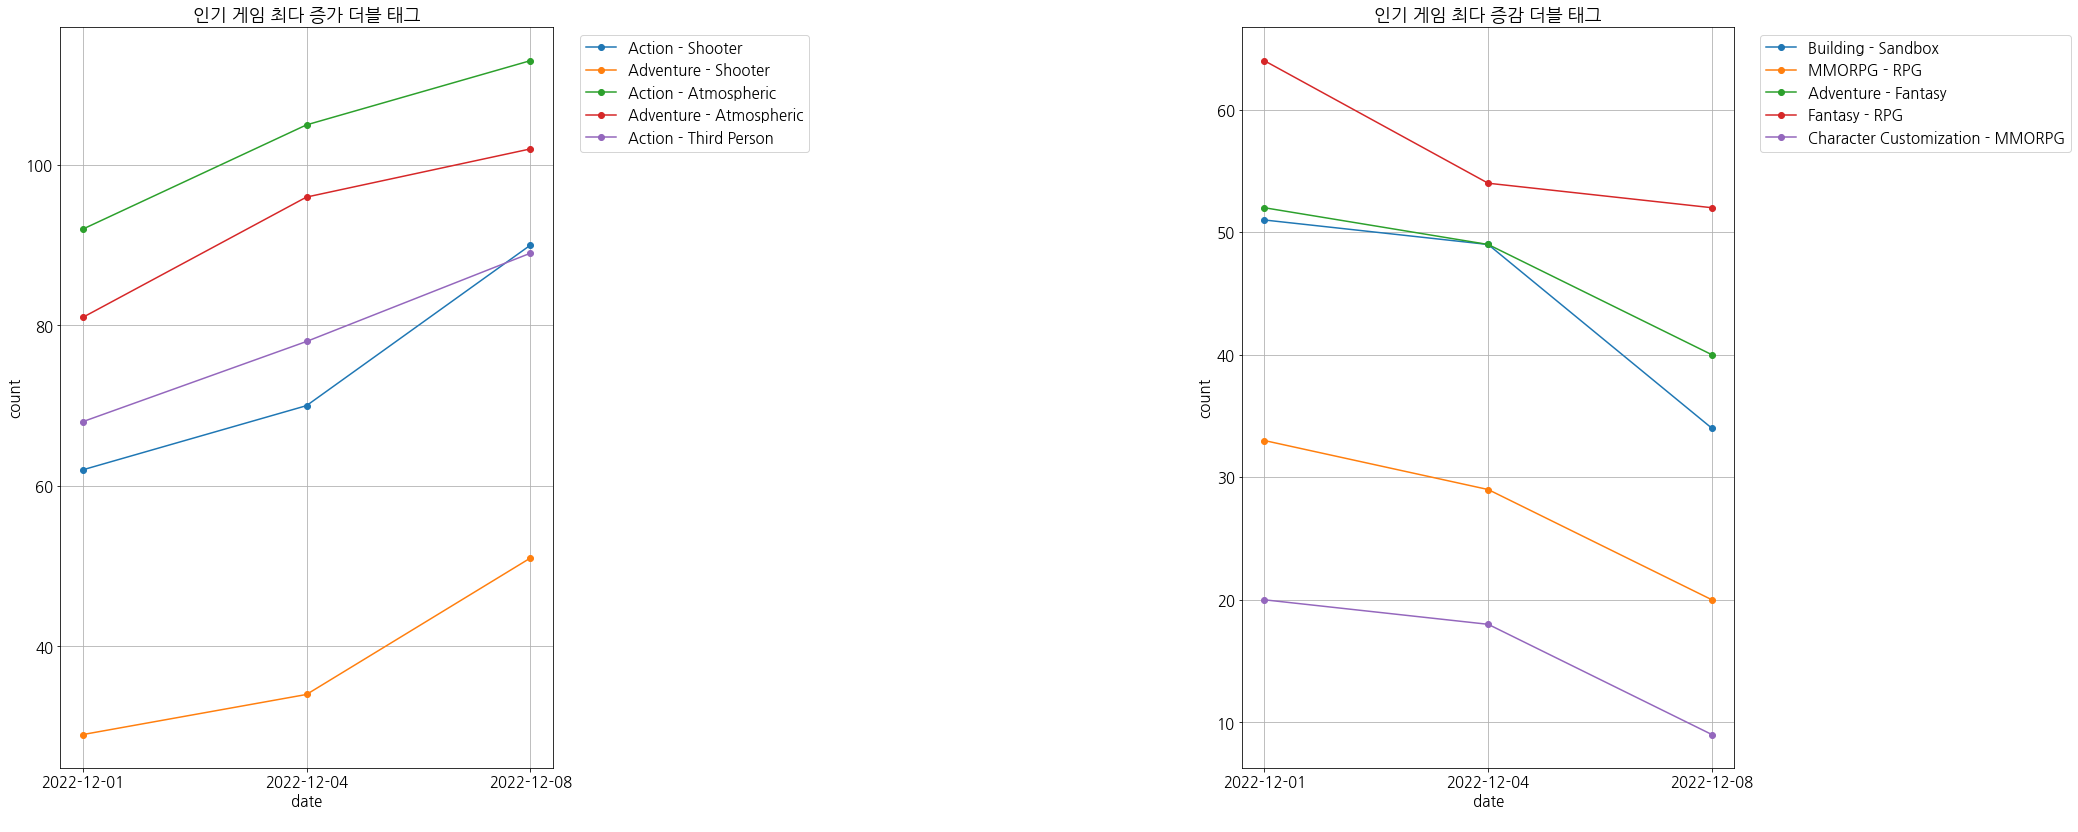 인기 게임 최다 증가 더블 태그
count
100
80
60
40
2022-12-01
2022-12-04
2022-12-08
date
Action - Shooter
Adventure - Shooter
Action - Atmospheric
Adventure - Atmospheric
Action - Third Person
인기 게임 최다 증감 더블 태그
count
60
50
40
30
20
10
2022-12-01
2022-12-04
2022-12-08
date
Building - Sandbox
MMORPG - RPG
Adventure - Fantasy
Fantasy - RPG
Character Customization - MMORPG